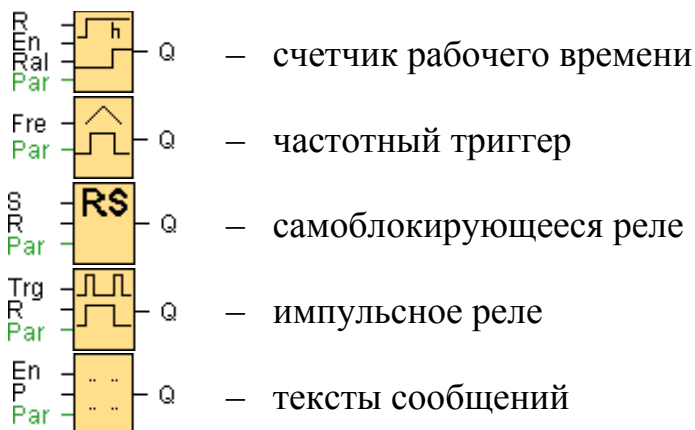 R
En
Ral
Par
h
Q – счетчик рабочего времени
Fre
Par
Q – частотный триггер
S
R
Par
RS
Q – самоблокирующееся реле
Trg
R
Par
Q – импульсное реле
En
P
Par
Q – тексты сообщений